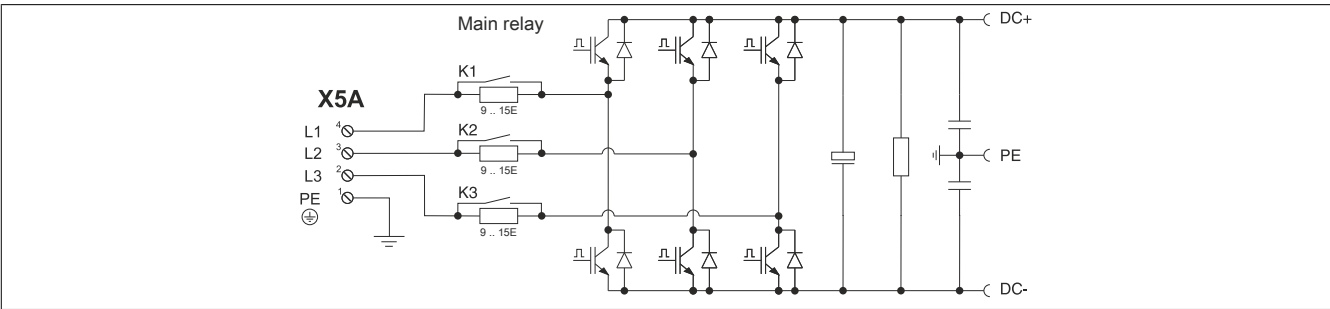 Main relay
DC+
K1
X5A
9 .. 15E
L1 4
K2
L2 3
9 .. 15E
PE
L3 2
K3
PE 1
9 .. 15E
DC-